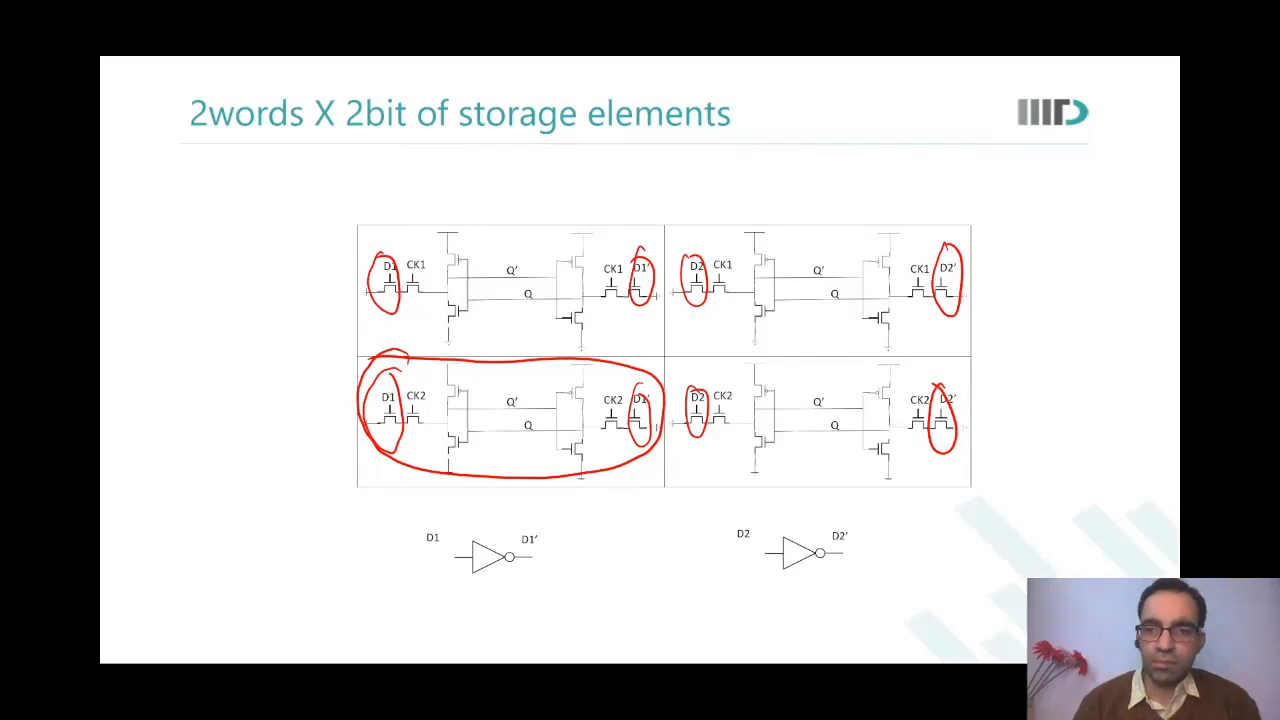 2words X 2bit of storage elements
IIITD
D1 CK1 Q' Q CK1 D1'
D2 CK1 Q' Q CK1 D2'
D1 CK2 Q' Q CK2 D1'
D2 CK2 Q' Q CK2 D2'
D1 D1'
D2 D2'